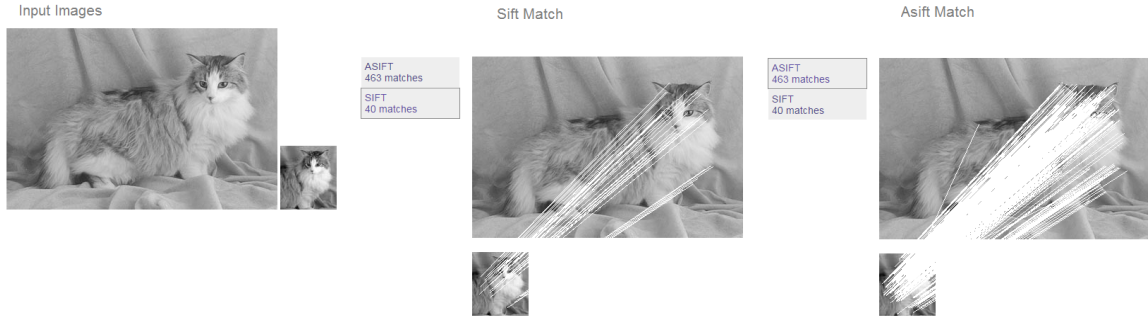 Input Images
Sift Match
Asift Match
ASIFT
463 matches
SIFT
40 matches
ASIFT
463 matches
SIFT
40 matches